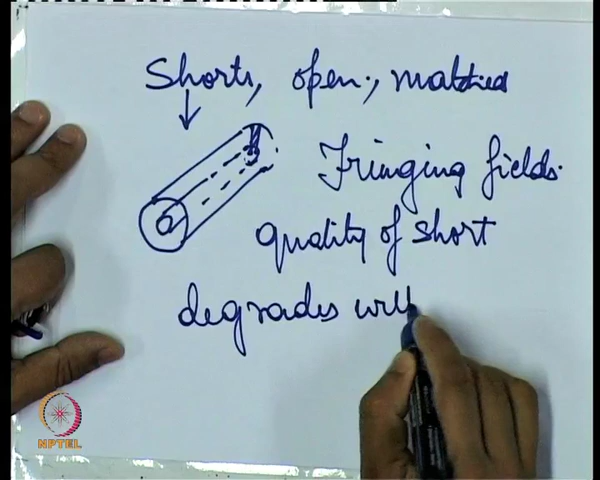 Shorts, open, matched
Fringing fields.
quality of short
degrades
NPTEL